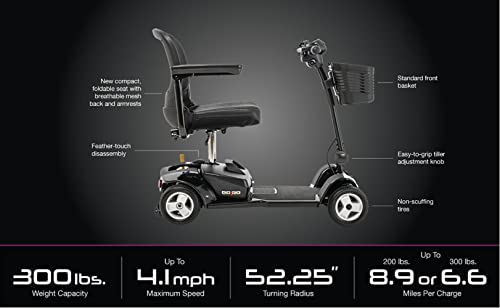 New compact,
foldable seat with
breathable mesh
back and armrests
Standard front
basket
Feather-touch
disassembly
Easy-to-grip tiller
adjustment knob
Non-scuffing
tires
GO GO
300 lbs.
Weight Capacity
Up To
4.1 mph
Maximum Speed
52.25"
Turning Radius
Up To
200 lbs. 300 lbs.
8.9 or 6.6
Miles Per Charge